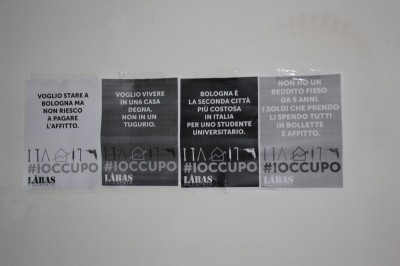 VOGLIO STARE A
BOLOGNA MA
NON RIESCO
A PAGARE
L'AFFITTO.
#IOCCUPO
LÀBAS
VOGLIO VIVERE
IN UNA CASA
DEGNA,
NON IN UN
TUGURIO.
#IOCCUPO
LÀBAS
BOLOGNA È
LA SECONDA CITTÀ
PIÙ COSTOSA
IN ITALIA
PER UNO STUDENTE
UNIVERSITARIO.
#IOCCUPO
LÀBAS
NON HO UN
REDDITO FISSO
DA 5 ANNI.
I SOLDI CHE PRENDO
LI SPENDO TUTTI
IN BOLLETTE
E AFFITTO.
#IOCCUPO
LÀBAS